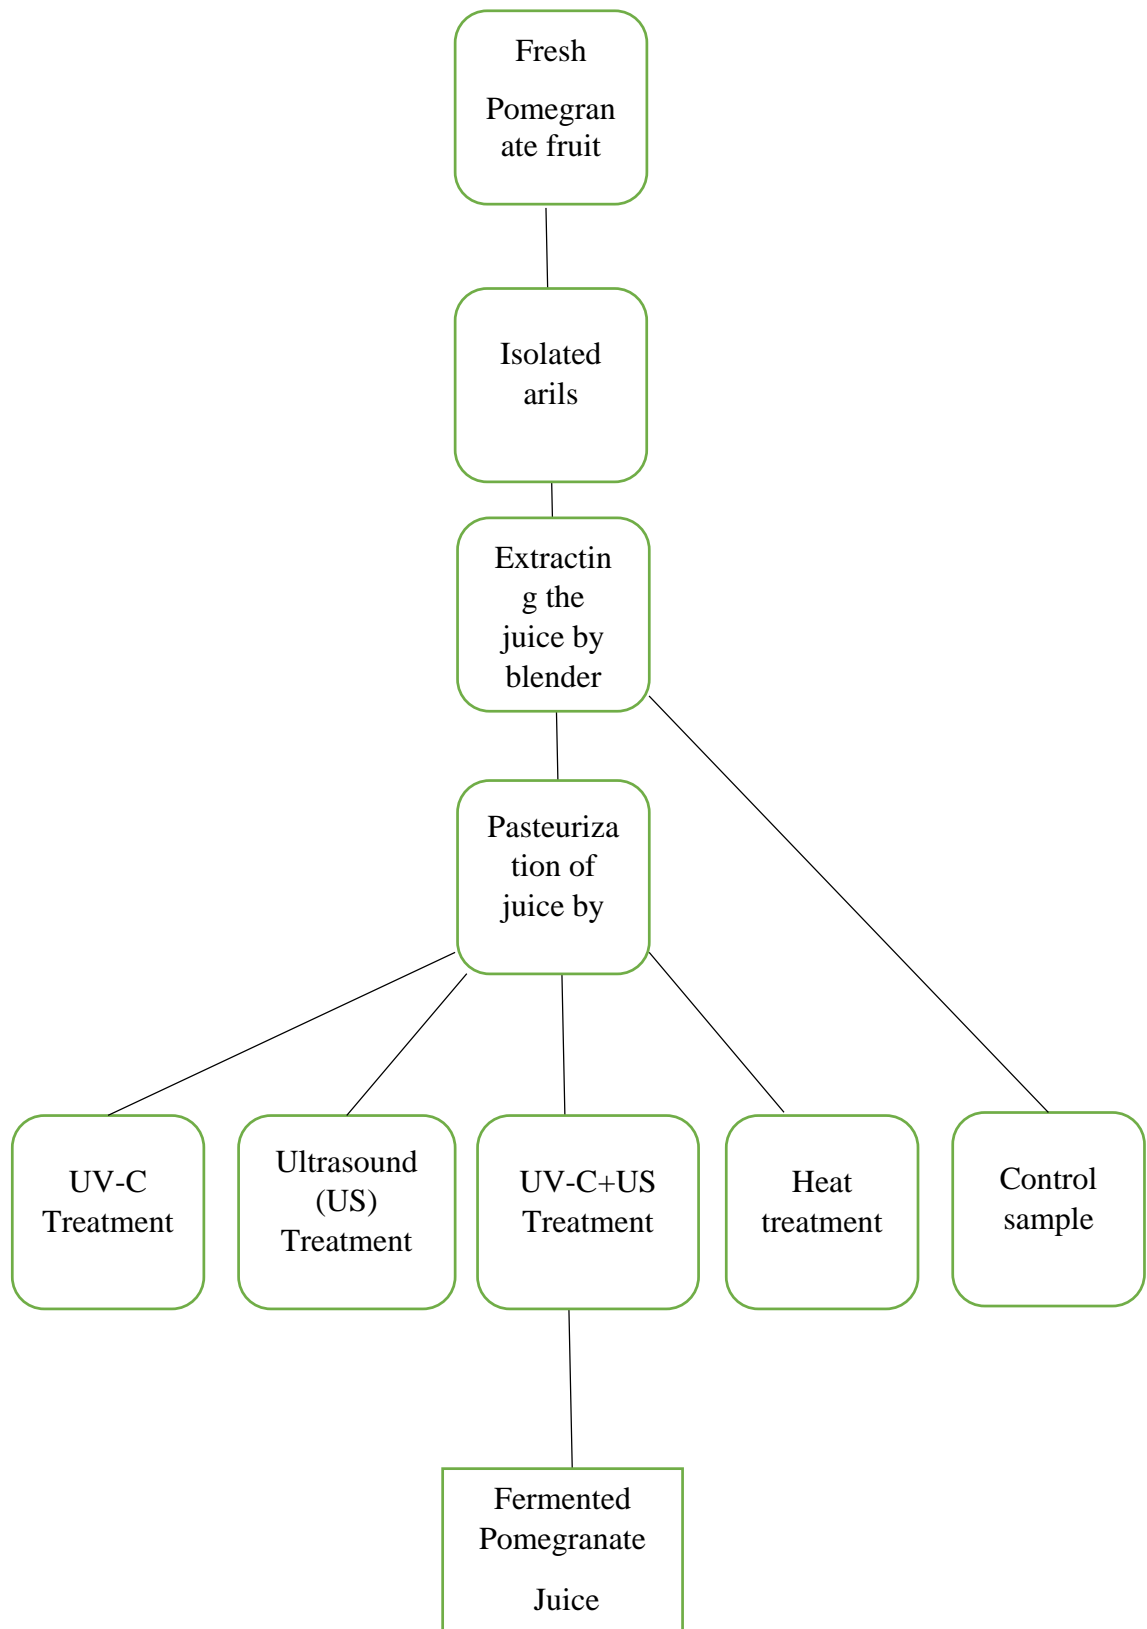 Fresh
Pomegran
ate fruit
Isolated
arils
Extractin
g the
juice by
blender
Pasteuriza
tion of
juice by
UV-C
Treatment
Ultrasound
(US)
Treatment
UV-C+US
Treatment
Heat
treatment
Control
sample
Fermented
Pomegranate
Juice